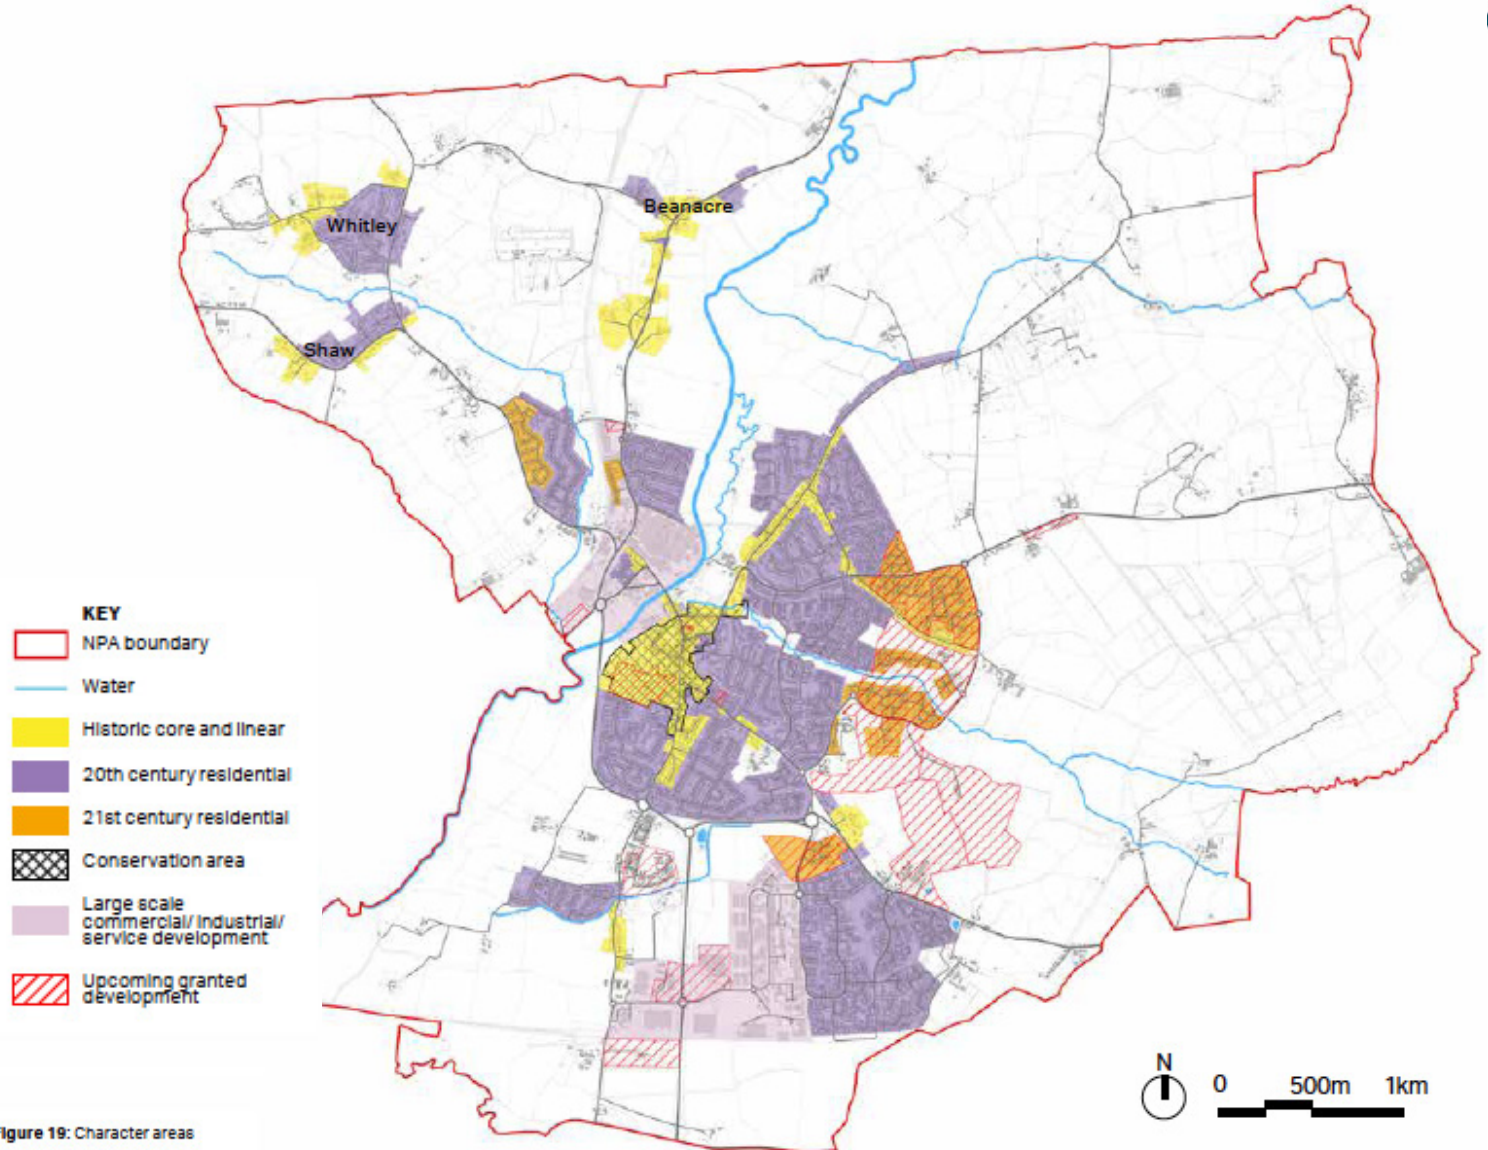 Whitley
Beanacre
Shaw
KEY
NPA boundary
Water
Historic core and linear
20th century residential
21st century residential
Conservation area
Large scale
commercial/ industrial/
service development
Upcoming granted
development
N
0 500m 1km
igure 19: Character areas